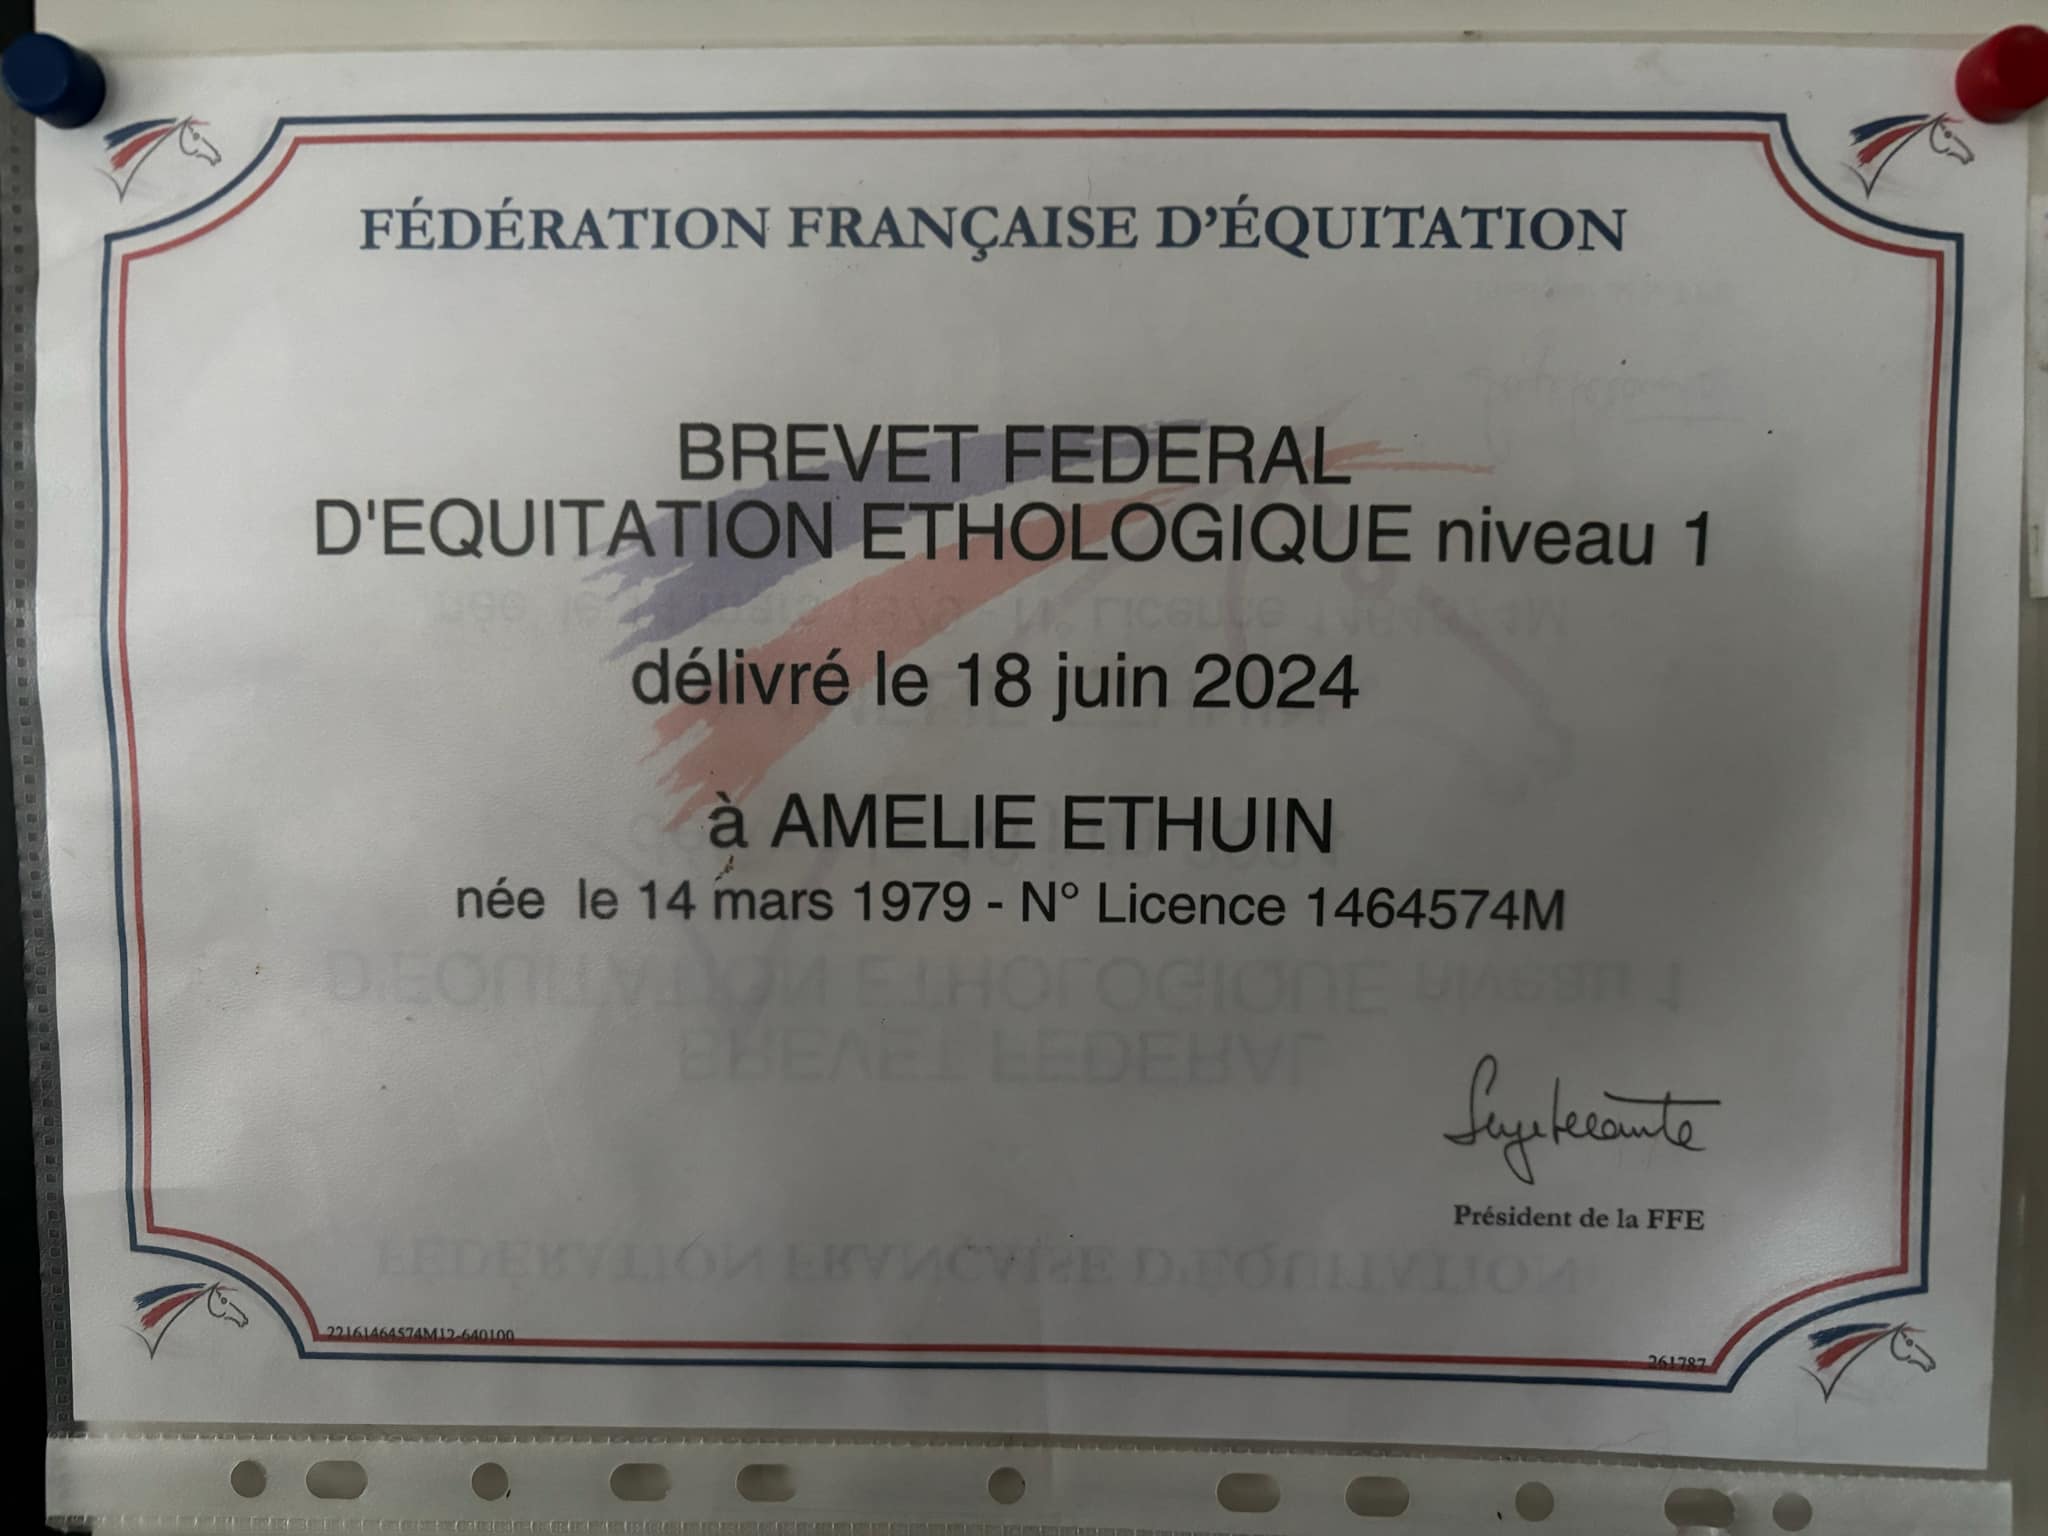 FÉDÉRATION FRANÇAISE D'ÉQUITATION
BREVET FEDERAL
D'EQUITATION ETHOLOGIQUE niveau 1
délivré le 18 juin 2024
à AMELIE ETHUIN
née le 14 mars 1979 - N° Licence 1464574M
Président de la FFE
22161464574M12-640100
261787